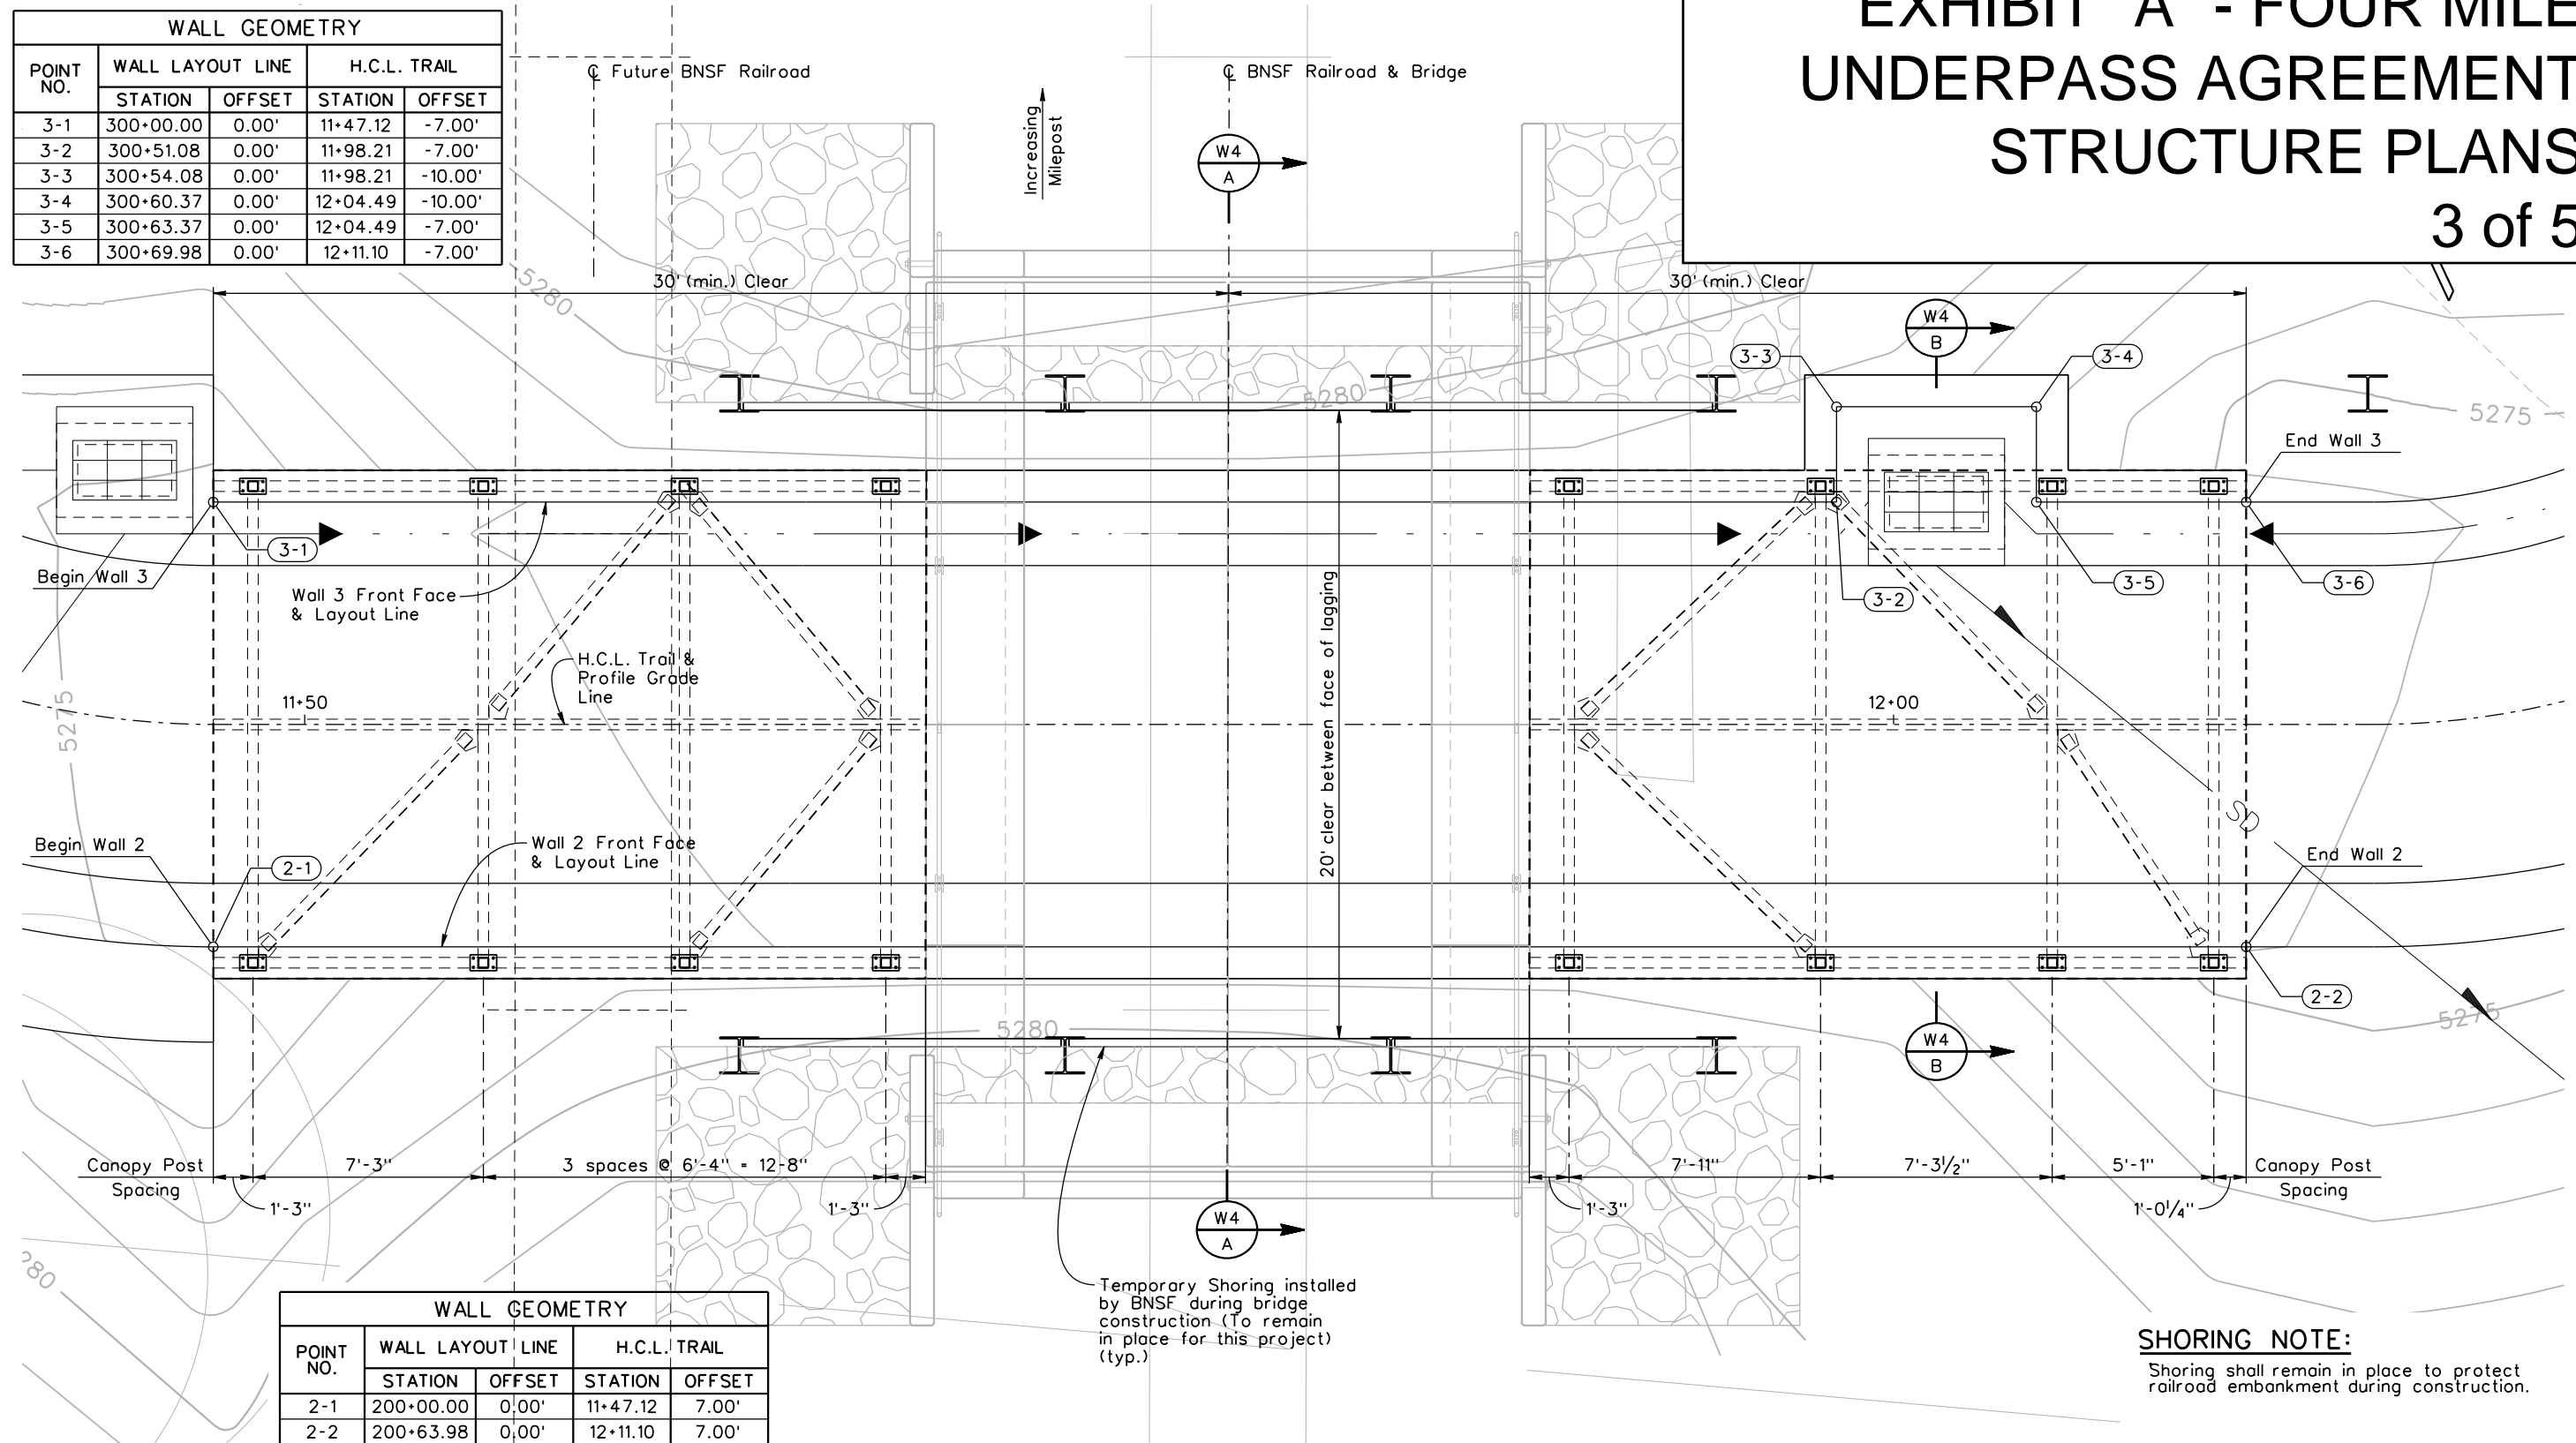 WALL GEOMETRY
POINT NO. WALL LAYOUT LINE H.C.L. TRAIL
STATION OFFSET STATION OFFSET
3-1 300+00.00 0.00' 11+47.12 -7.00'
3-2 300+51.08 0.00' 11+98.21 -7.00'
3-3 300+54.08 0.00' 11+98.21 -10.00'
3-4 300+60.37 0.00' 12+04.49 -10.00'
3-5 300+63.37 0.00' 12+04.49 -7.00'
3-6 300+69.98 0.00' 12+11.10 -7.00'
EXHIBIT "A" - FOUR MILE
UNDERPASS AGREEMENT
STRUCTURE PLANS
3 of 5
℄ Future BNSF Railroad
℄ BNSF Railroad & Bridge
Increasing
Milepost
W4
A
5280
30' (min.) Clear
30' (min.) Clear
W4
B
3-3
3-4
5280
5275
End Wall 3
3-1
Begin Wall 3
Wall 3 Front Face
& Layout Line
3-2
3-5
3-6
20' clear between face of lagging
H.C.L. Trail &
Profile Grade
Line
11+50
12+00
5275
SD
Begin Wall 2
2-1
Wall 2 Front Face
& Layout Line
End Wall 2
2-2
5280
5275
W4
B
Canopy Post
Spacing
7'-3"
3 spaces @ 6'-4" = 12-8"
1'-3"
1'-3"
7'-11"
7'-3½"
5'-1"
Canopy Post
Spacing
1'-3"
1'-0¼"
W4
A
280
Temporary Shoring installed
by BNSF during bridge
construction (To remain
in place for this project)
(typ.)
SHORING NOTE:
Shoring shall remain in place to protect
railroad embankment during construction.
WALL GEOMETRY
POINT NO. WALL LAYOUT LINE H.C.L. TRAIL
STATION OFFSET STATION OFFSET
2-1 200+00.00 0.00' 11+47.12 7.00'
2-2 200+63.98 0.00' 12+11.10 7.00'